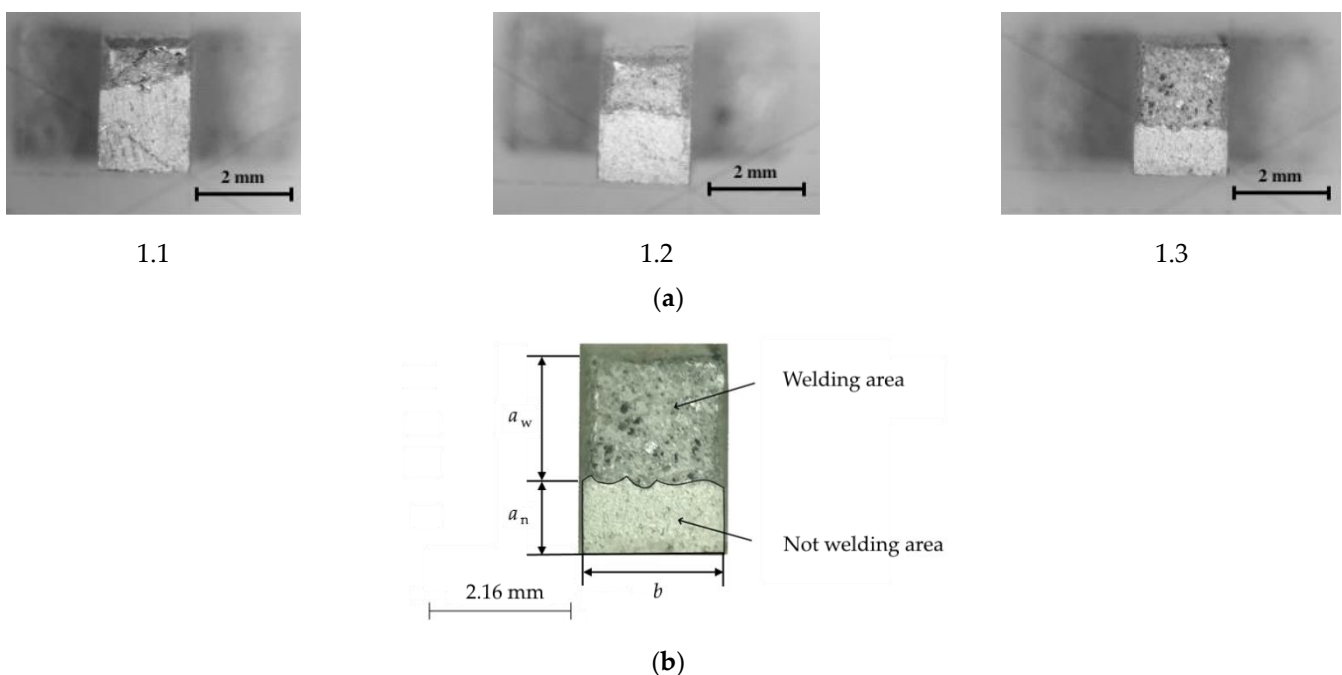 2 mm
2 mm
2 mm
1.1
1.2
1.3
(a)
Welding area
a_w
a_n
Not welding area
2.16 mm
b
(b)